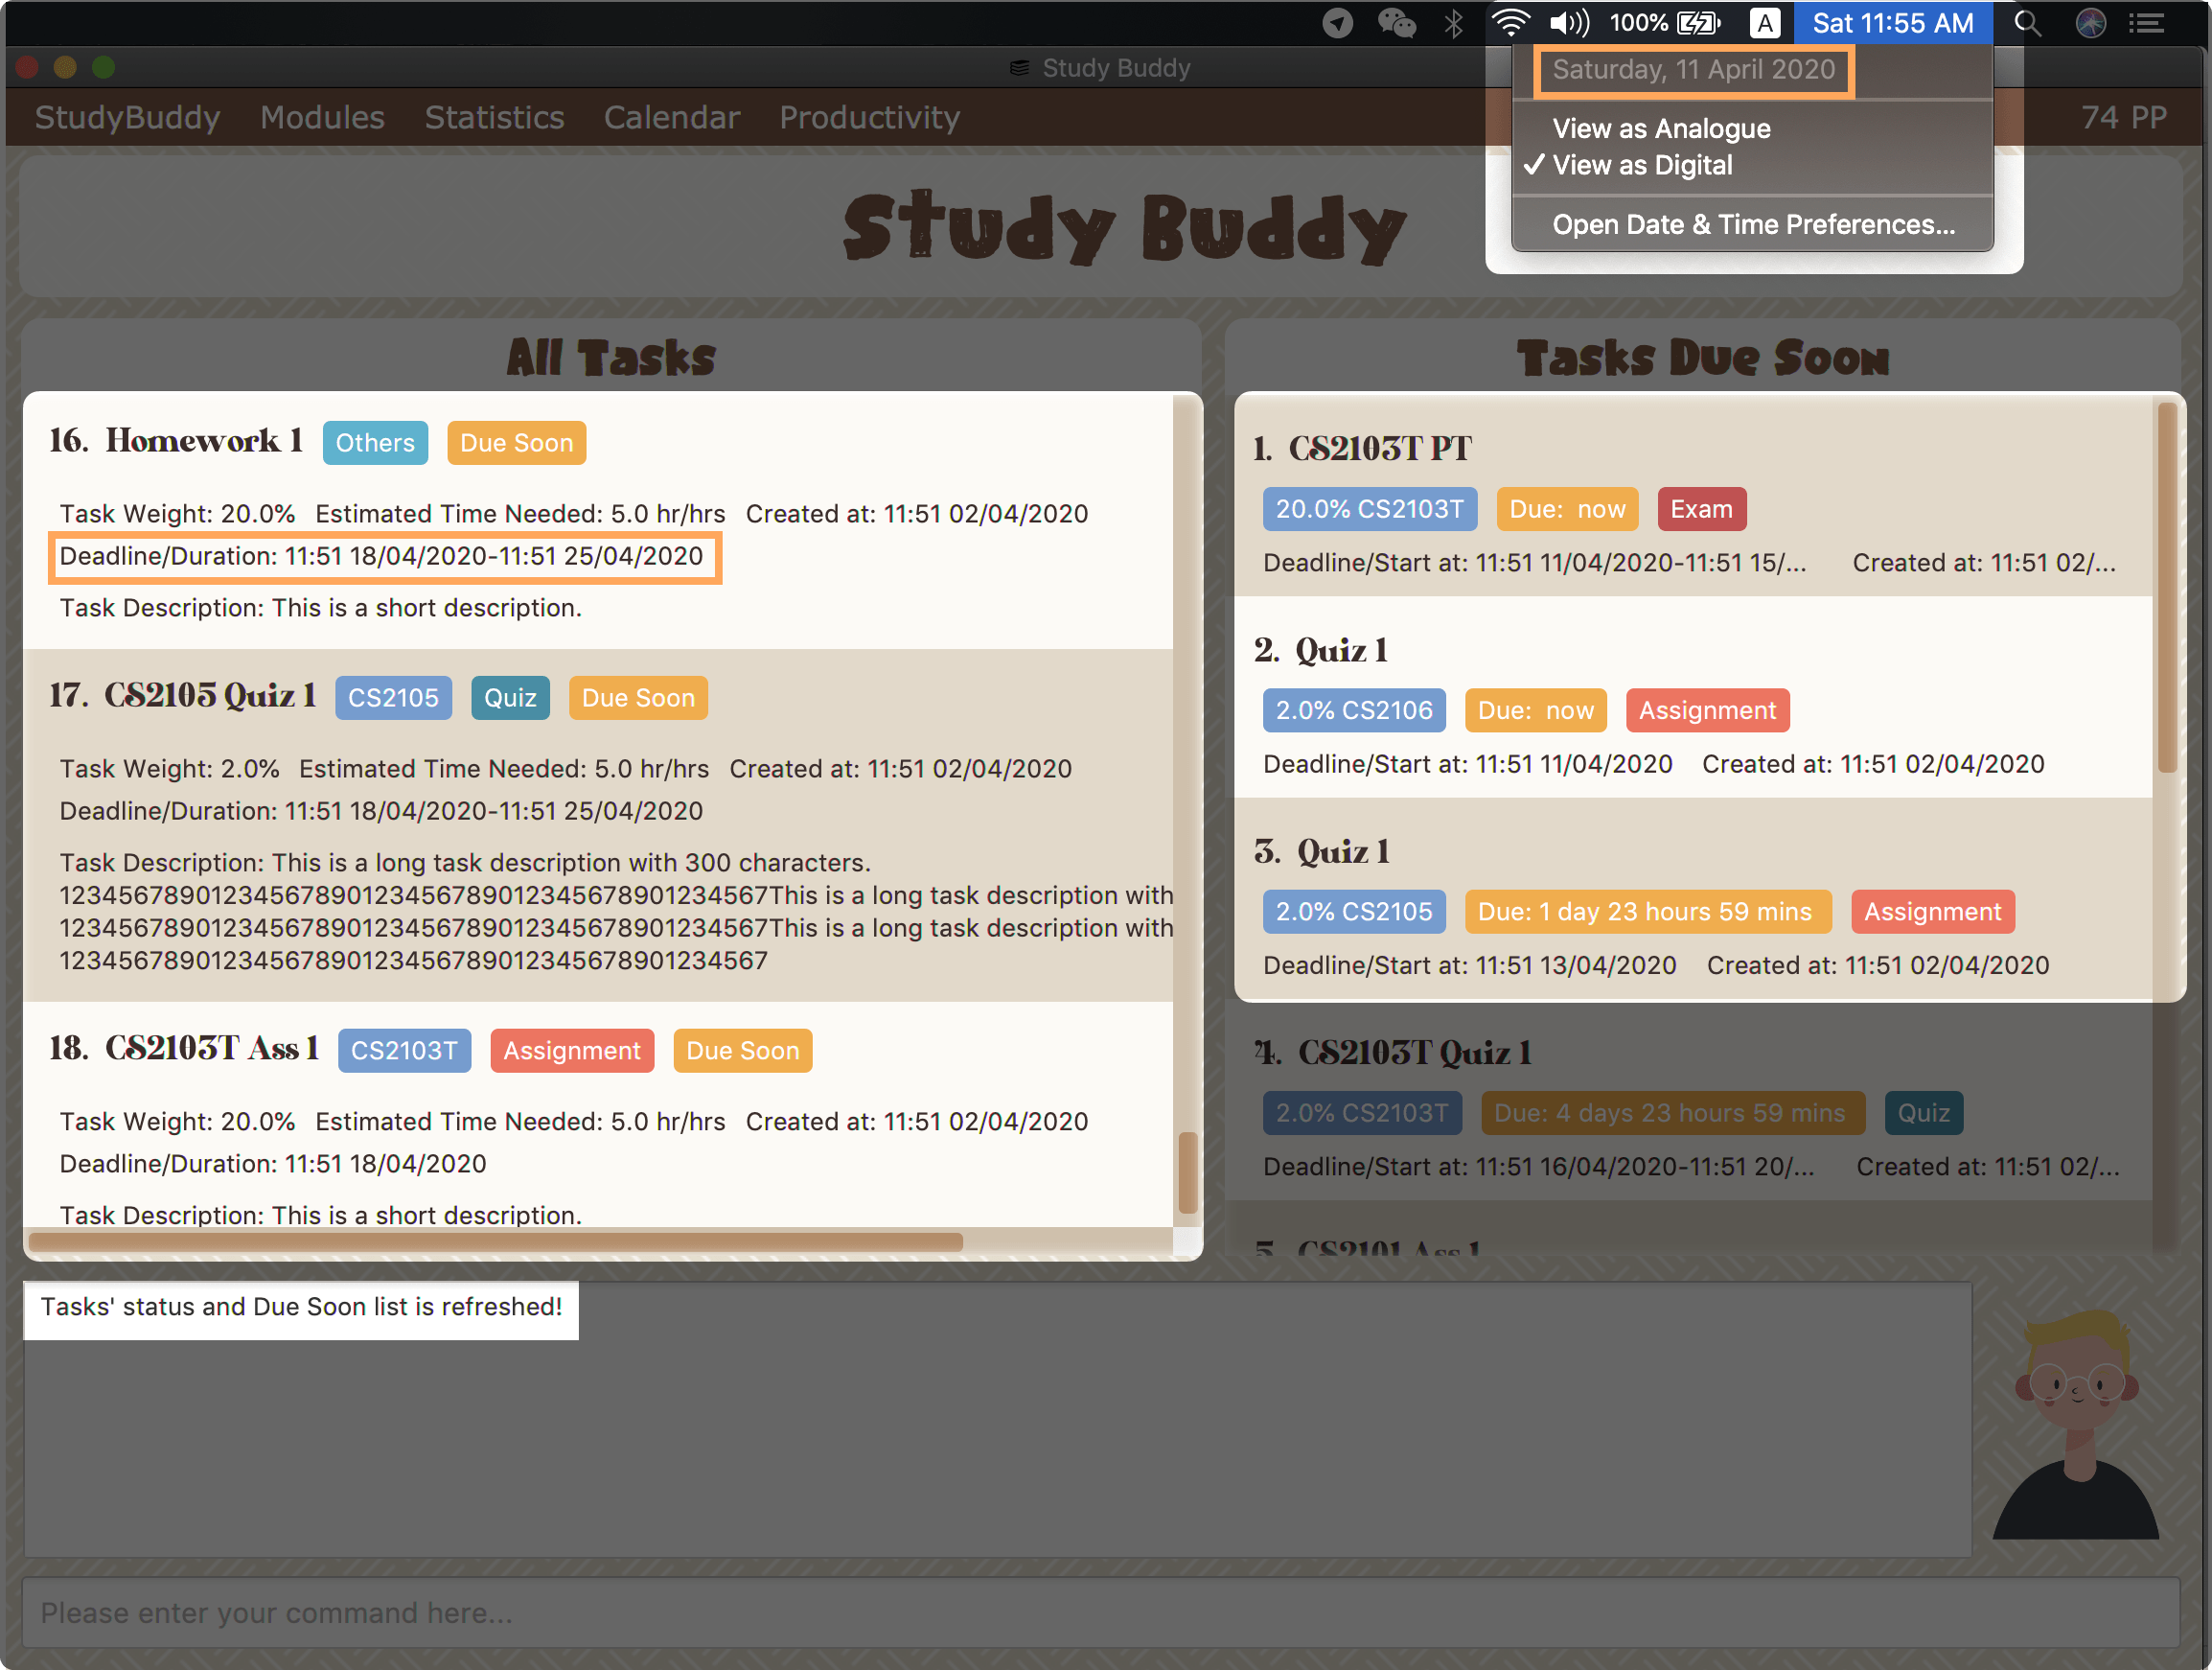 100% A Sat 11:55 AM
Study Buddy
Saturday, 11 April 2020
StudyBuddy Modules Statistics Calendar Productivity
74 PP
View as Analogue
✓ View as Digital
Open Date & Time Preferences...
Study Buddy
All Tasks
16. Homework 1 Others Due Soon
Task Weight: 20.0% Estimated Time Needed: 5.0 hr/hrs Created at: 11:51 02/04/2020
Deadline/Duration: 11:51 18/04/2020-11:51 25/04/2020
Task Description: This is a short description.
17. CS2105 Quiz 1 CS2105 Quiz Due Soon
Task Weight: 2.0% Estimated Time Needed: 5.0 hr/hrs Created at: 11:51 02/04/2020
Deadline/Duration: 11:51 18/04/2020-11:51 25/04/2020
Task Description: This is a long task description with 300 characters.
12345678901234567890123456789012345678901234567This is a long task description with
12345678901234567890123456789012345678901234567This is a long task description with
12345678901234567890123456789012345678901234567
18. CS2103T Ass 1 CS2103T Assignment Due Soon
Task Weight: 20.0% Estimated Time Needed: 5.0 hr/hrs Created at: 11:51 02/04/2020
Deadline/Duration: 11:51 18/04/2020
Task Description: This is a short description.
Tasks Due Soon
1. CS2103T PT
20.0% CS2103T Due: now Exam
Deadline/Start at: 11:51 11/04/2020-11:51 15/... Created at: 11:51 02/...
2. Quiz 1
2.0% CS2106 Due: now Assignment
Deadline/Start at: 11:51 11/04/2020 Created at: 11:51 02/04/2020
3. Quiz 1
2.0% CS2105 Due: 1 day 23 hours 59 mins Assignment
Deadline/Start at: 11:51 13/04/2020 Created at: 11:51 02/04/2020
4. CS2103T Quiz 1
2.0% CS2103T Due: 4 days 23 hours 59 mins Quiz
Deadline/Start at: 11:51 16/04/2020-11:51 20/... Created at: 11:51 02/...
5. CS2101 Ass 1
Tasks' status and Due Soon list is refreshed!
Please enter your command here...